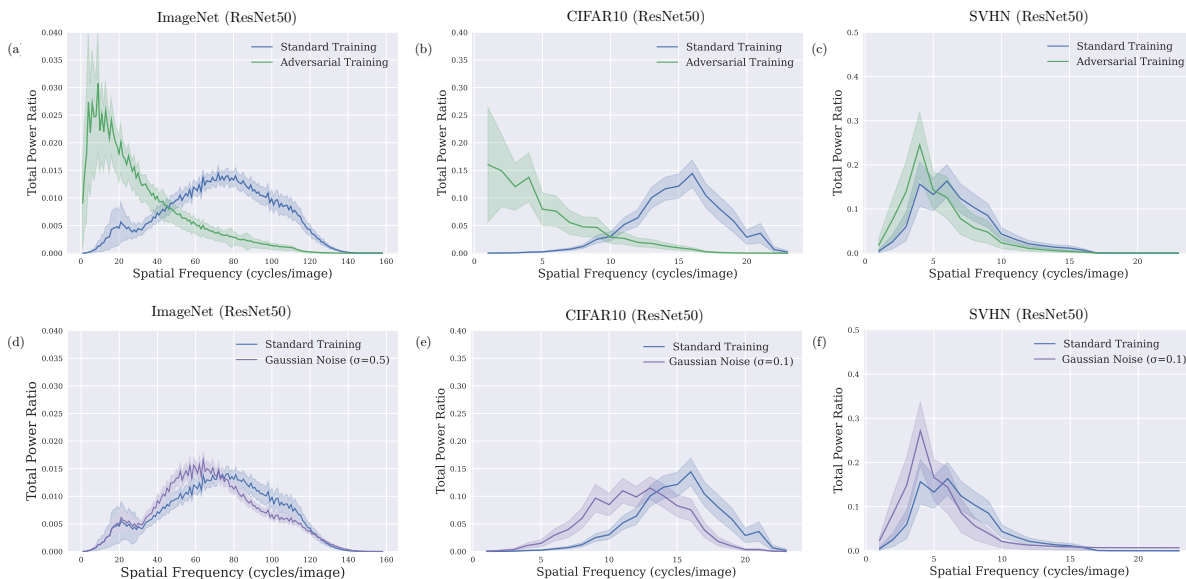 ImageNet (ResNet50)
(a)
0.040
0.035
0.030
0.025
0.020
0.015
0.010
0.005
0.000
Total Power Ratio
Standard Training
Adversarial Training
0 20 40 60 80 100 120 140 160
Spatial Frequency (cycles/image)
CIFAR10 (ResNet50)
(b)
0.40
0.35
0.30
0.25
0.20
0.15
0.10
0.05
0.00
Total Power Ratio
Standard Training
Adversarial Training
0 5 10 15 20
Spatial Frequency (cycles/image)
SVHN (ResNet50)
(c)
0.5
0.4
0.3
0.2
0.1
0.0
Total Power Ratio
Standard Training
Adversarial Training
0 5 10 15 20
Spatial Frequency (cycles/image)
ImageNet (ResNet50)
(d)
0.040
0.035
0.030
0.025
0.020
0.015
0.010
0.005
0.000
Total Power Ratio
Standard Training
Gaussian Noise (σ=0.5)
0 20 40 60 80 100 120 140 160
Spatial Frequency (cycles/image)
CIFAR10 (ResNet50)
(e)
0.40
0.35
0.30
0.25
0.20
0.15
0.10
0.05
0.00
Total Power Ratio
Standard Training
Gaussian Noise (σ=0.1)
0 5 10 15 20
Spatial Frequency (cycles/image)
SVHN (ResNet50)
(f)
0.5
0.4
0.3
0.2
0.1
0.0
Total Power Ratio
Standard Training
Gaussian Noise (σ=0.1)
0 5 10 15 20
Spatial Frequency (cycles/image)